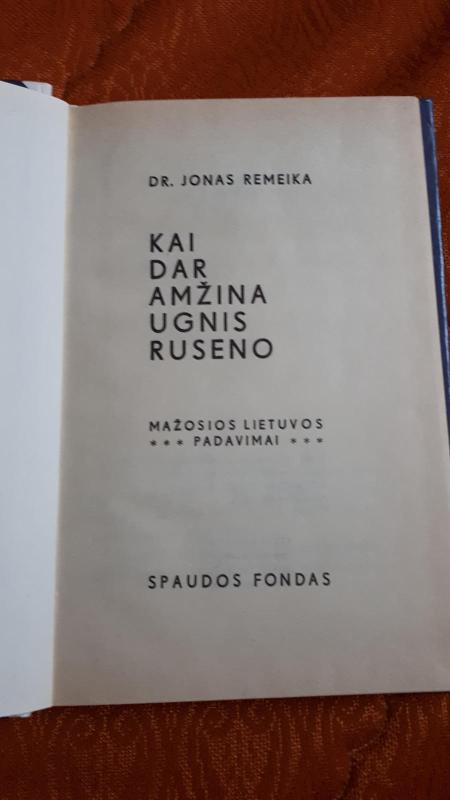 DR. JONAS REMEIKA
KAI
DAR
AMŽINA
UGNIS
RUSENO
MAŽOSIOS LIETUVOS
*** PADAVIMAI ***
SPAUDOS FONDAS